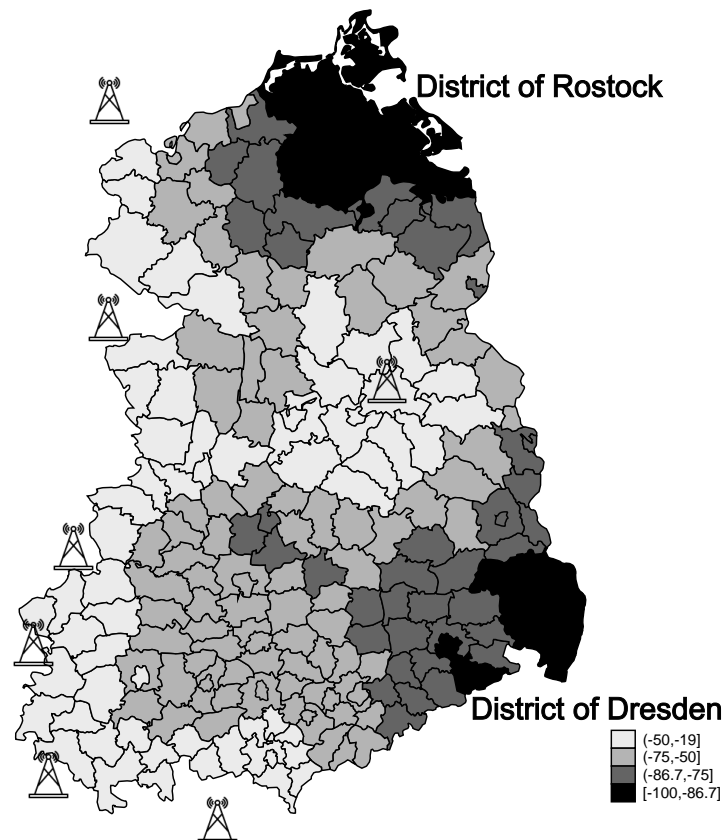 District of Rostock
District of Dresden
(-50,-19]
(-75,-50]
(-86.7,-75]
[-100,-86.7]